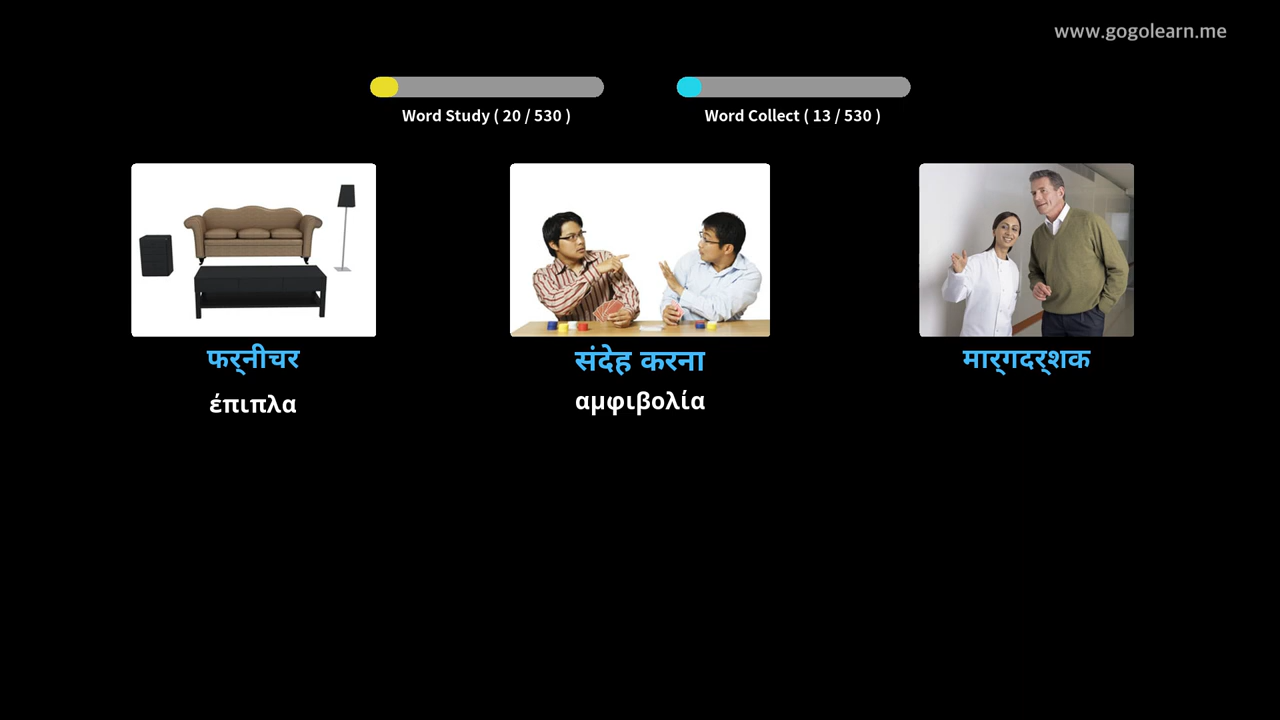 www.gogolearn.me
Word Study ( 20 / 530 )
Word Collect ( 13 / 530 )
फर्नीचर
संदेह करना
मार्गदर्शक
έπιπλα
αμφιβολία